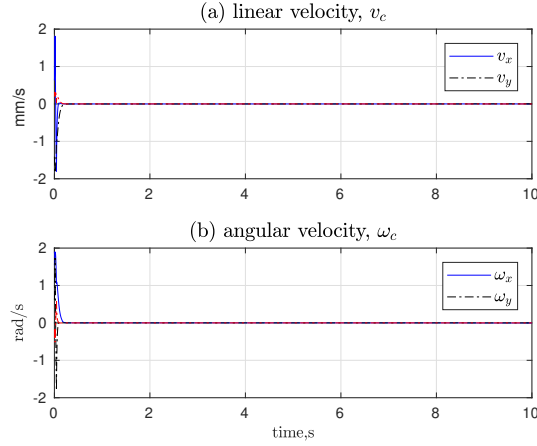 (a) linear velocity, v_c
2
1
0
-1
-2
mm/s
v_x
v_y
0 2 4 6 8 10
(b) angular velocity, ω_c
2
1
0
-1
-2
rad/s
ω_x
ω_y
0 2 4 6 8 10
time,s